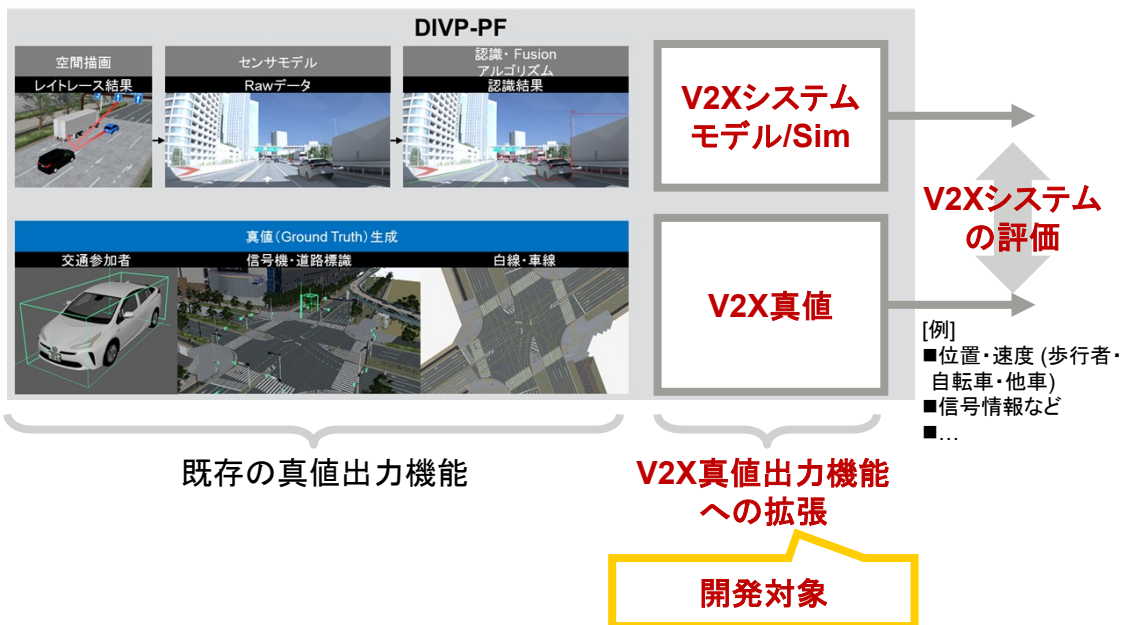 DIVP-PF
空間描画
レイトレース結果
センサモデル
Rawデータ
認識・Fusion
アルゴリズム
認識結果
V2Xシステム
モデル/Sim
真値(Ground Truth)生成
交通参加者
信号機・道路標識
白線・車線
V2X真値
V2Xシステム
の評価
[例]
■位置・速度 (歩行者・
自転車・他車)
■信号情報など
■…
既存の真値出力機能
V2X真値出力機能
への拡張
開発対象